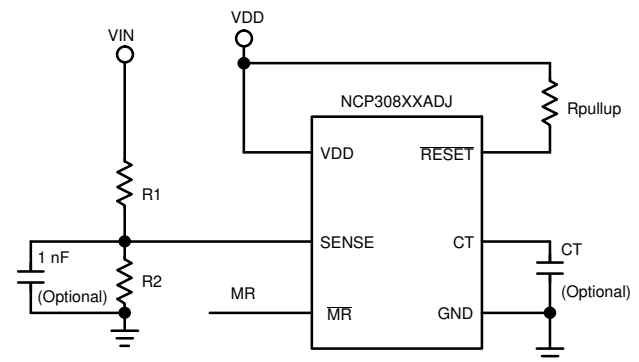 VDD
VIN
NCP308XXADJ
Rpullup
VDD
RESET
R1
SENSE
CT
CT
1 nF
R2
(Optional)
(Optional)
MR
MR
GND